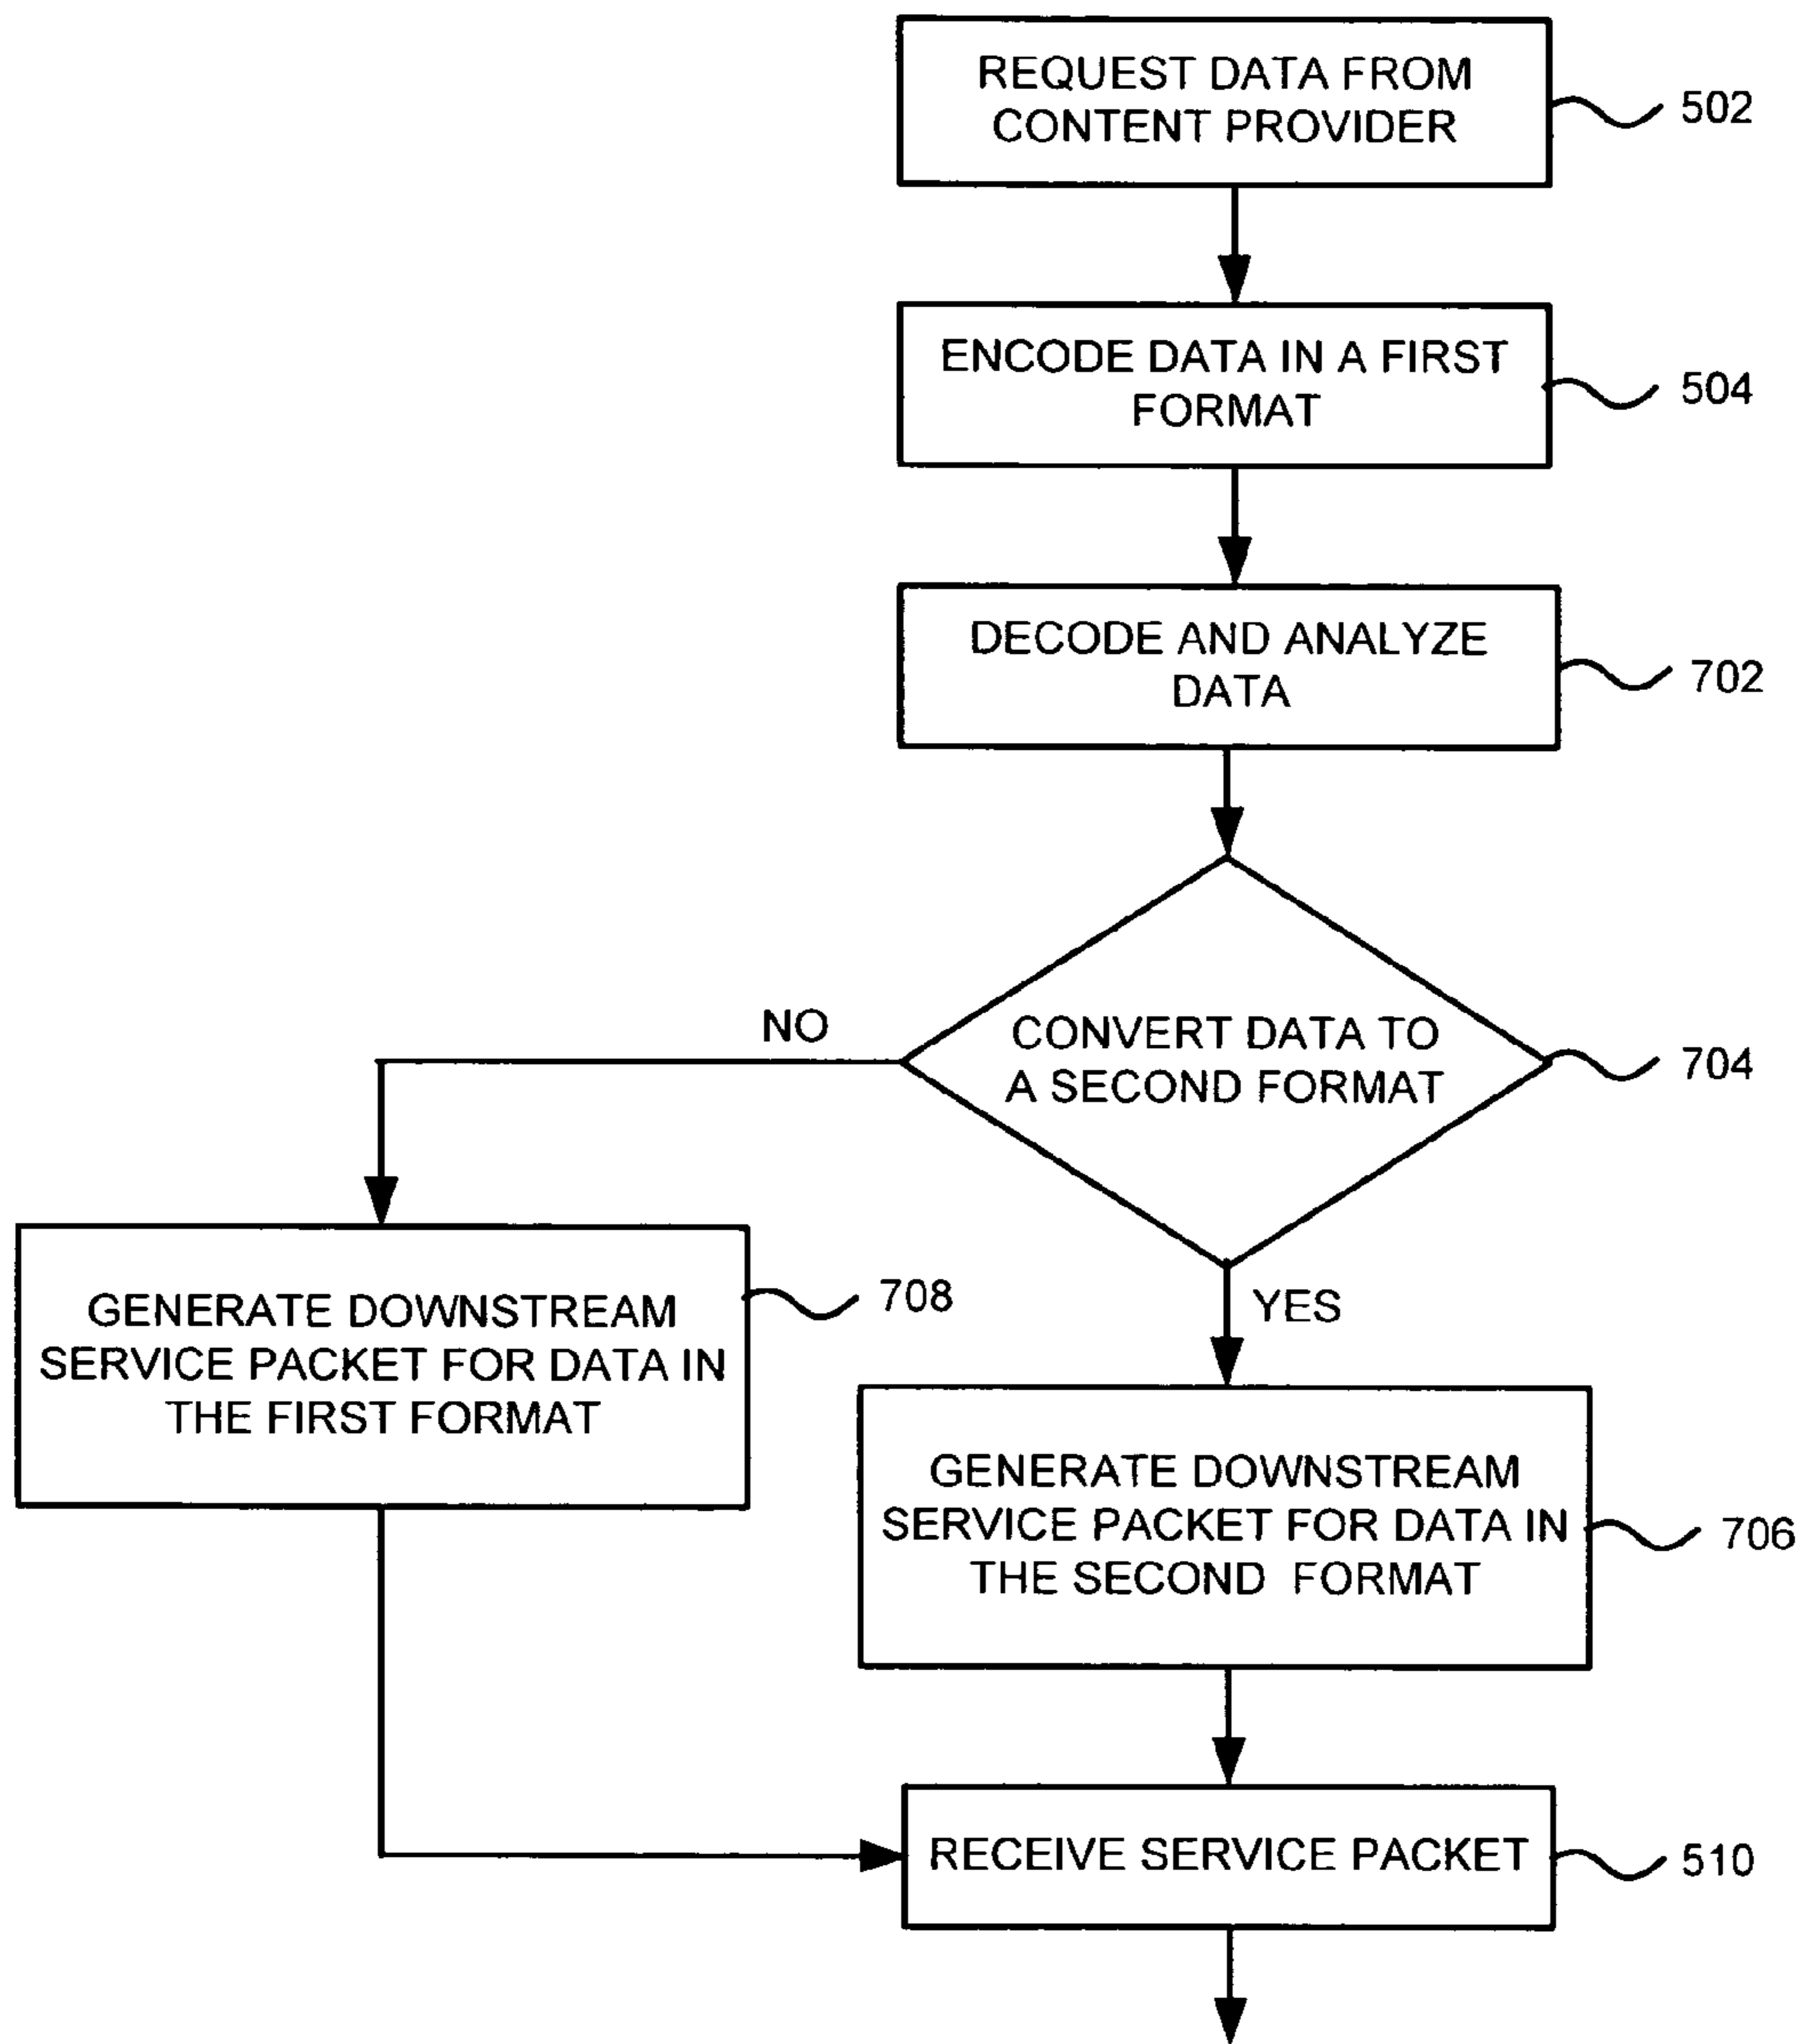 REQUEST DATA FROM
CONTENT PROVIDER
502
ENCODE DATA IN A FIRST
FORMAT
504
DECODE AND ANALYZE
DATA
702
NO
CONVERT DATA TO
A SECOND FORMAT
704
YES
GENERATE DOWNSTREAM
SERVICE PACKET FOR DATA IN
THE FIRST FORMAT
708
GENERATE DOWNSTREAM
SERVICE PACKET FOR DATA IN
THE SECOND FORMAT
706
RECEIVE SERVICE PACKET
510